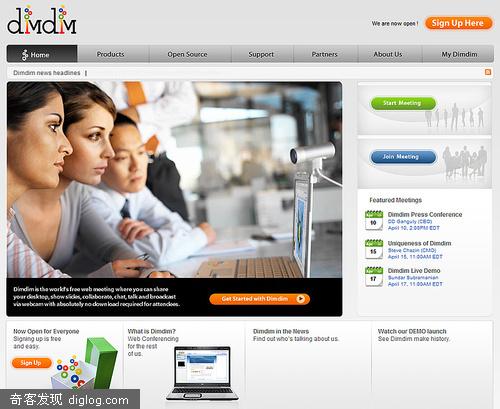 dimdim
We are now open !
Sign Up Here
Home
Products
Open Source
Support
Partners
About Us
My Dimdim
Dimdim news headlines
Start Meeting
Join Meeting
Featured Meetings
10
Dimdim Press Conference
DD Ganguly (CEO)
April 10, 2:00PM EDT
15
Uniqueness of Dimdim
Steve Chazin (CMO)
April 15, 11:00AM EDT
17
Dimdim Live Demo
Sundar Subramanian
April 17, 11:00AM EDT
Dimdim is the world's free web meeting where you can share
your desktop, show slides, collaborate, chat, talk and broadcast
via webcam with absolutely no download required for attendees.
Get Started with Dimdim
Now Open for Everyone
Signing up is free
and easy.
Sign Up
What is Dimdim?
Web Conferencing
for the rest
of us.
Dimdim in the News
Find out who's talking about us.
Watch our DEMO launch
See Dimdim make history.
奇客发现 diglog.com